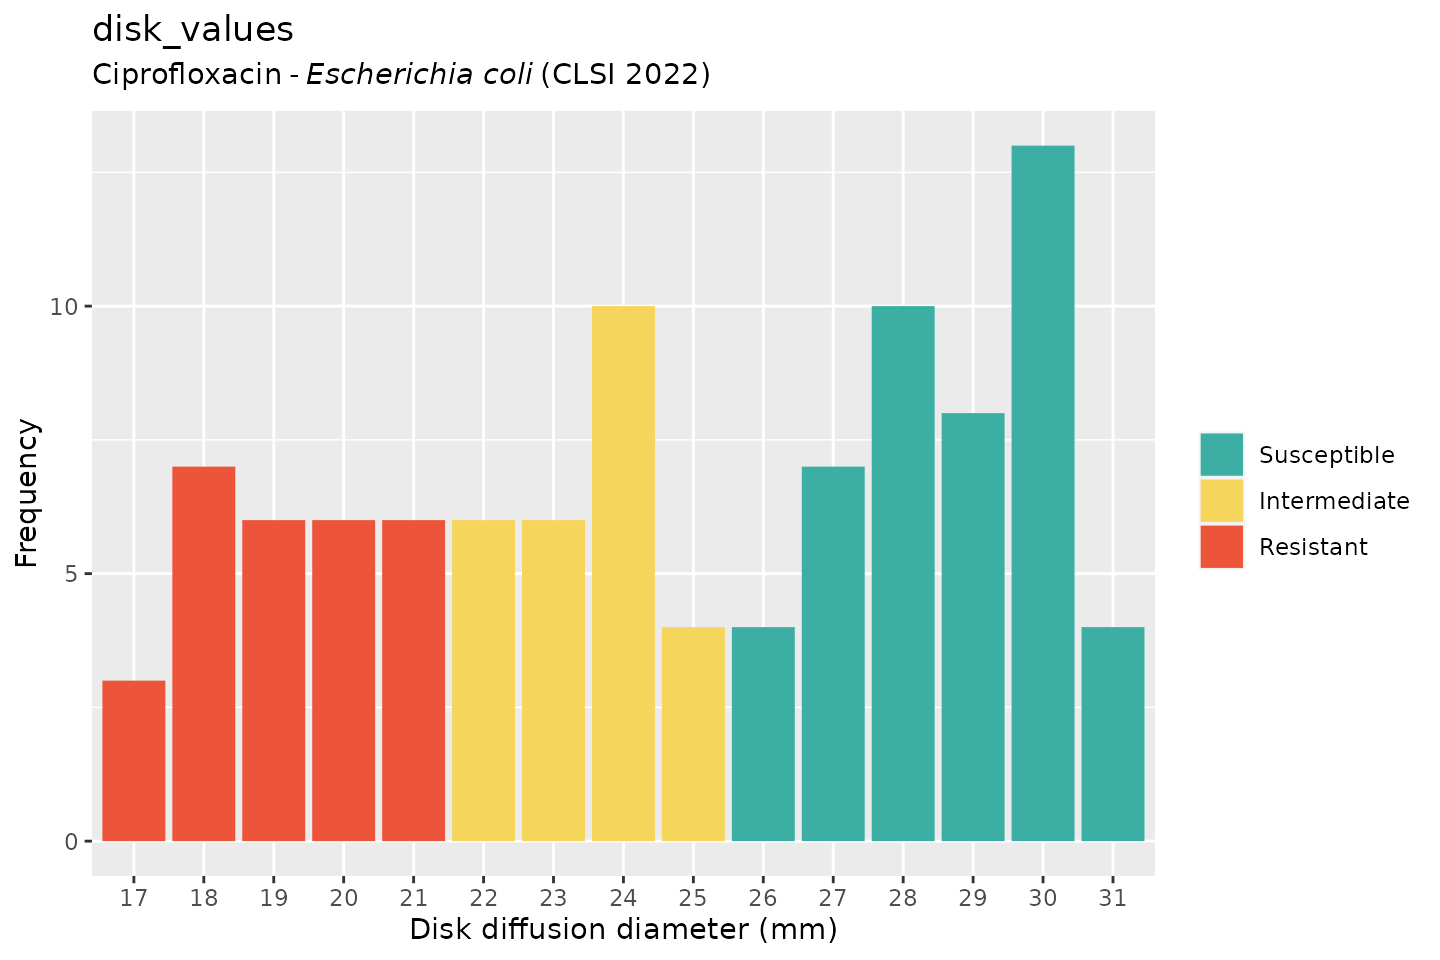 disk_values
Ciprofloxacin - Escherichia coli (CLSI 2022)
Frequency
10
5
0
17 18 19 20 21 22 23 24 25 26 27 28 29 30 31
Disk diffusion diameter (mm)
Susceptible
Intermediate
Resistant